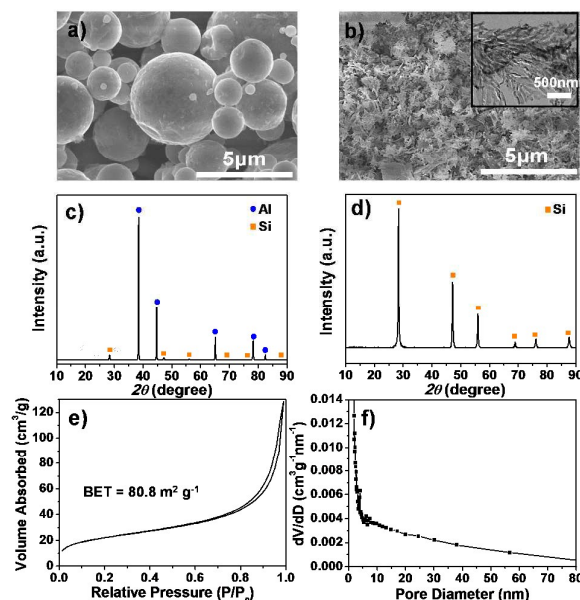 a)
5μm
b)
500nm
5μm
c)
Al
Si
Intensity (a.u.)
10 20 30 40 50 60 70 80 90
2θ (degree)
d)
Si
Intensity (a.u.)
10 20 30 40 50 60 70 80 90
2θ (degree)
e)
Volume Absorbed (cm³/g)
120
100
80
60
40
20
0
BET = 80.8 m² g⁻¹
0.0 0.2 0.4 0.6 0.8 1.0
Relative Pressure (P/P₀)
f)
dV/dD (cm³g⁻¹nm⁻¹)
0.014
0.012
0.010
0.008
0.006
0.004
0.002
0.000
0 10 20 30 40 50 60 70 80
Pore Diameter (nm)